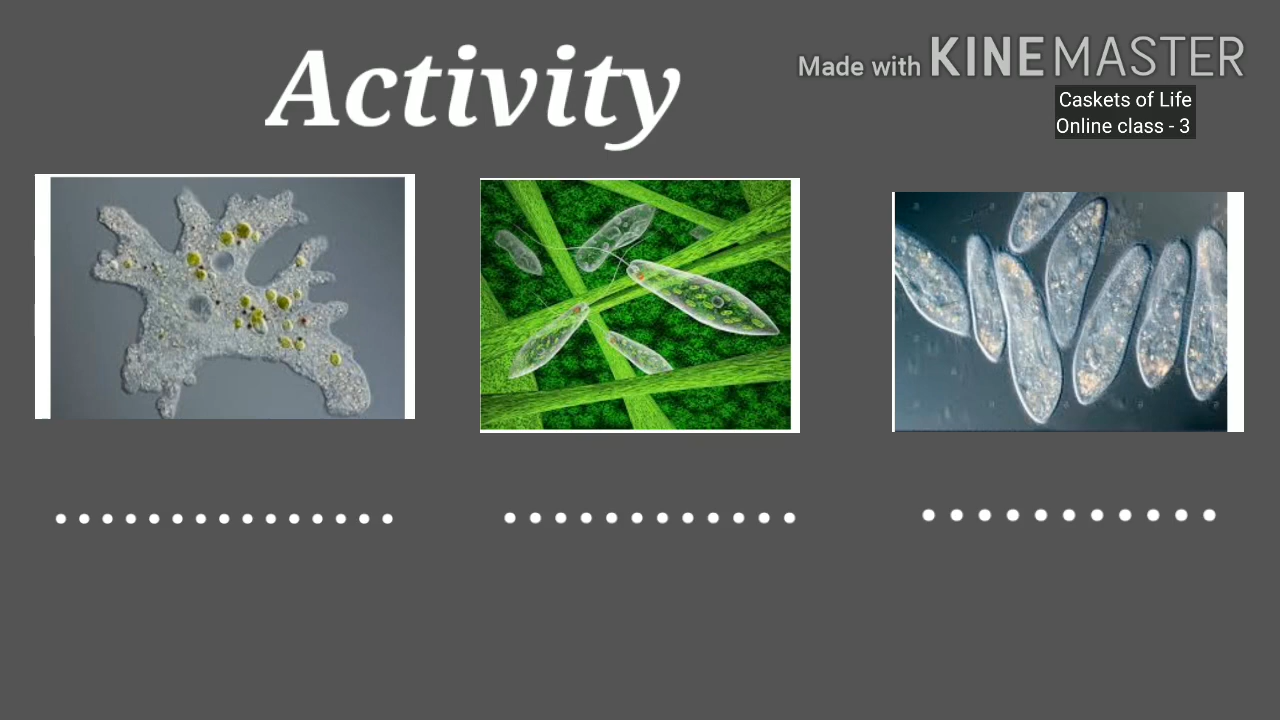 Activity
Made with KINEMASTER
Caskets of Life
Online class - 3